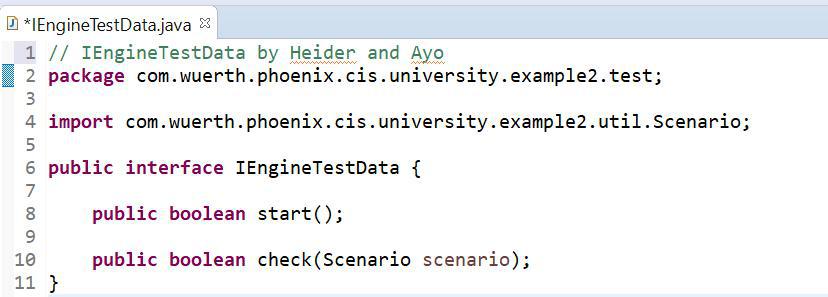 *IEngineTestData.java
1 // IEngineTestData by Heider and Ayo
2 package com.wuerth.phoenix.cis.university.example2.test;
3
4 import com.wuerth.phoenix.cis.university.example2.util.Scenario;
5
6 public interface IEngineTestData {
7
8     public boolean start();
9
10     public boolean check(Scenario scenario);
11 }